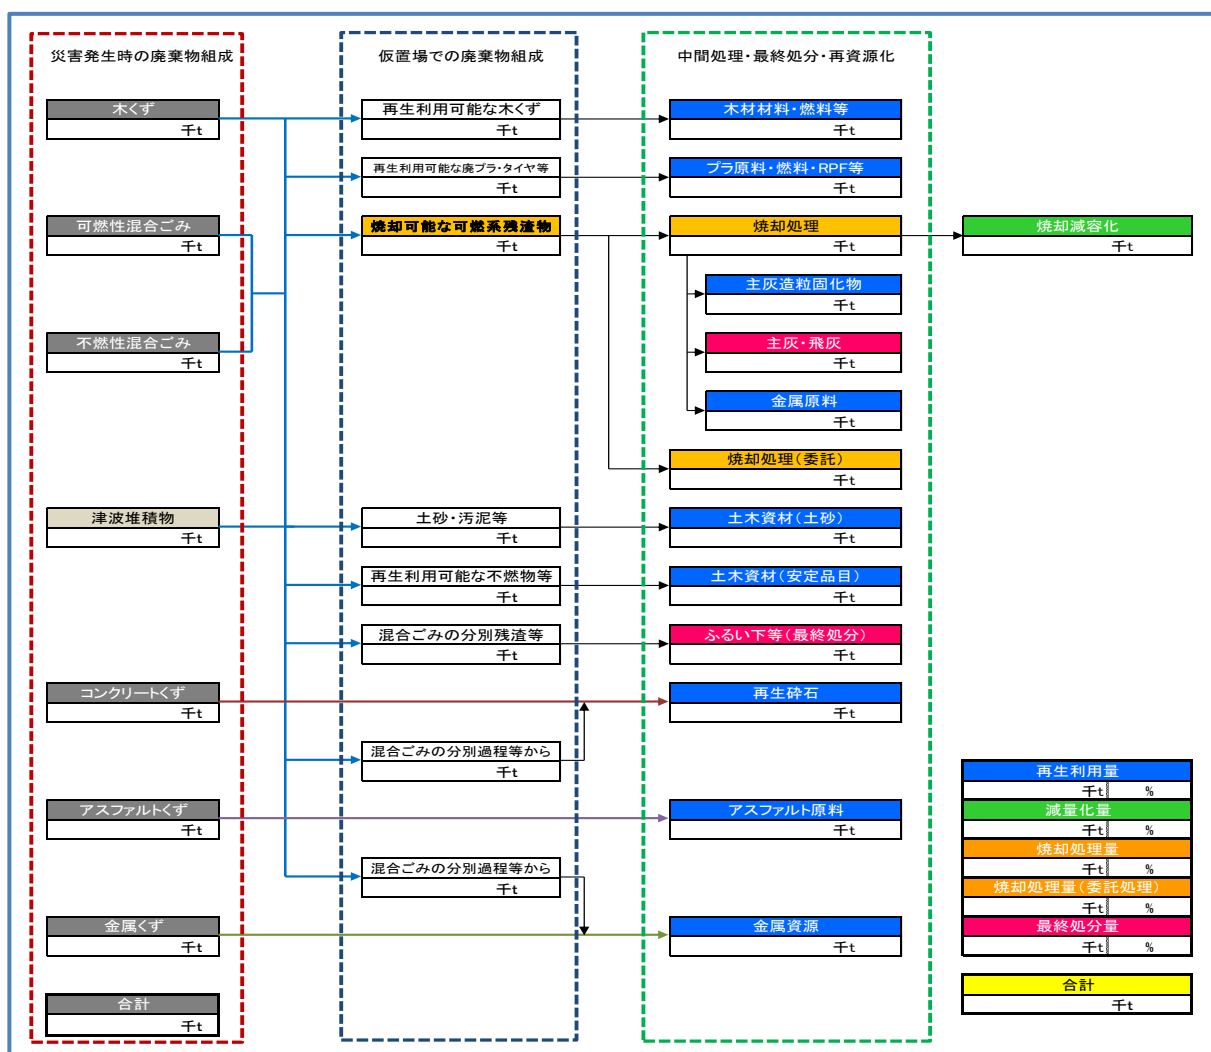 災害発生時の廃棄物組成
仮置場での廃棄物組成
中間処理・最終処分・再資源化
木くず
千t
再生利用可能な木くず
千t
木材材料・燃料等
千t
再生利用可能な廃プラ・タイヤ等
千t
プラ原料・燃料・RPF等
千t
可燃性混合ごみ
千t
焼却可能な可燃系残渣物
千t
焼却処理
千t
焼却減容化
千t
主灰造粒固化物
千t
不燃性混合ごみ
千t
主灰・飛灰
千t
金属原料
千t
焼却処理(委託)
千t
津波堆積物
千t
土砂・汚泥等
千t
土木資材(土砂)
千t
再生利用可能な不燃物等
千t
土木資材(安定品目)
千t
混合ごみの分別残渣等
千t
ふるい下等(最終処分)
千t
コンクリートくず
千t
再生砕石
千t
混合ごみの分別過程等から
千t
アスファルトくず
千t
アスファルト原料
千t
混合ごみの分別過程等から
千t
金属くず
千t
金属資源
千t
合計
千t
再生利用量
千t %
減量化量
千t %
焼却処理量
千t %
焼却処理量(委託処理)
千t %
最終処分量
千t %
合計
千t